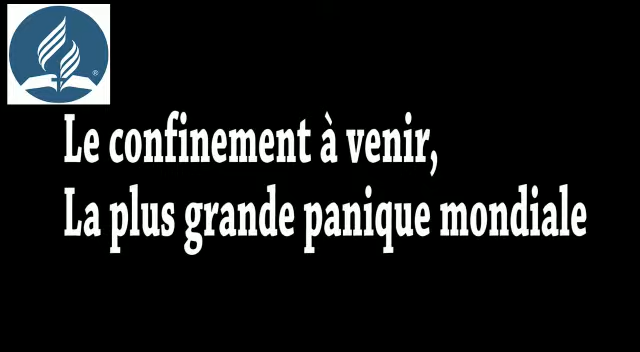 Le confinement à venir,
La plus grande panique mondiale